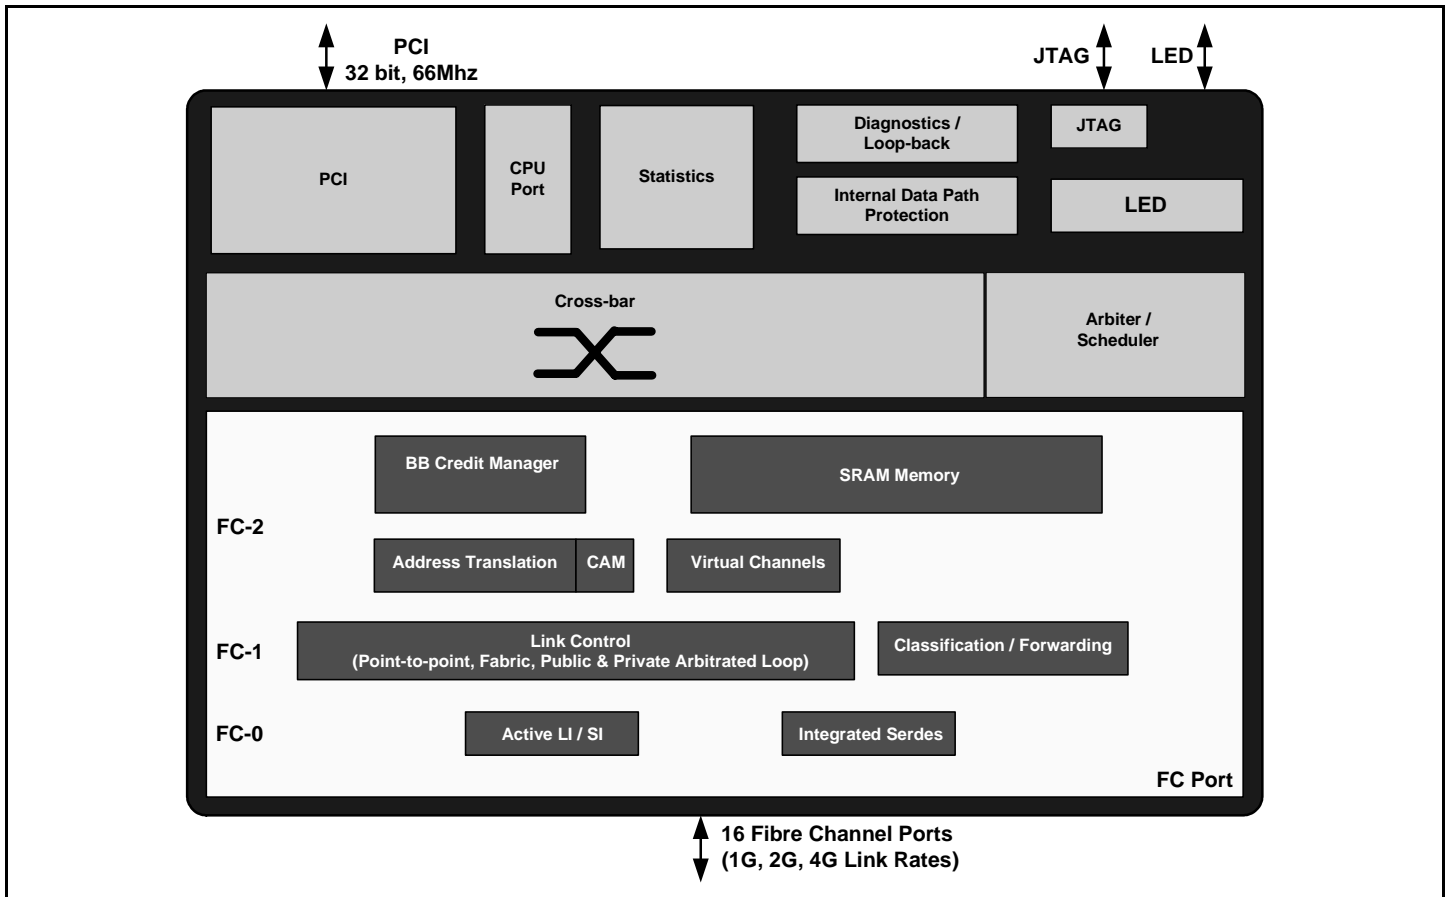 PCI
32 bit, 66Mhz
JTAG
LED
PCI
CPU
Port
Statistics
Diagnostics /
Loop-back
Internal Data Path
Protection
JTAG
LED
Cross-bar
Arbiter /
Scheduler
BB Credit Manager
SRAM Memory
FC-2
Address Translation
CAM
Virtual Channels
FC-1
Link Control
(Point-to-point, Fabric, Public & Private Arbitrated Loop)
Classification / Forwarding
FC-0
Active LI / SI
Integrated Serdes
FC Port
16 Fibre Channel Ports
(1G, 2G, 4G Link Rates)